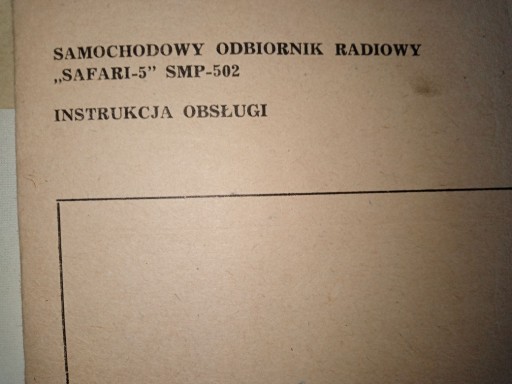 SAMOCHODOWY ODBIORNIK RADIOWY
„SAFARI-5” SMP-502
INSTRUKCJA OBSŁUGI